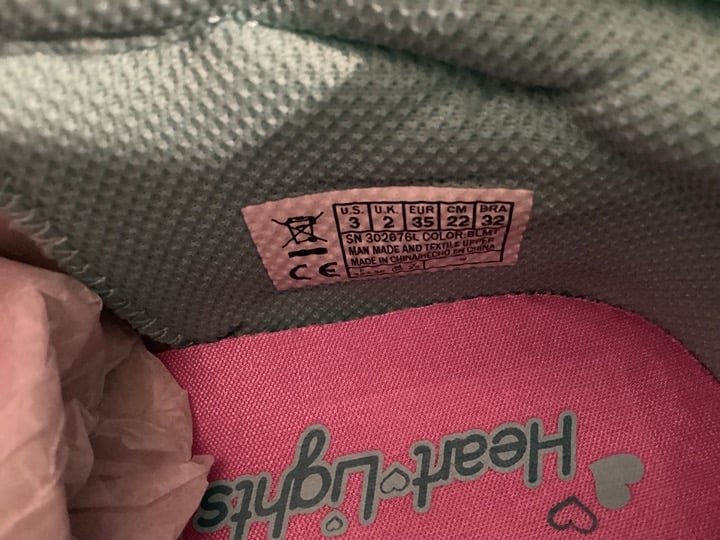 U.S. U.K. EUR CM BRA
3 2 35 22 32
SN 302676L COLOR:BLMT
MAN MADE AND TEXTILE UPPER
MADE IN CHINA/HECHO EN CHINA
CE
Heart Lights